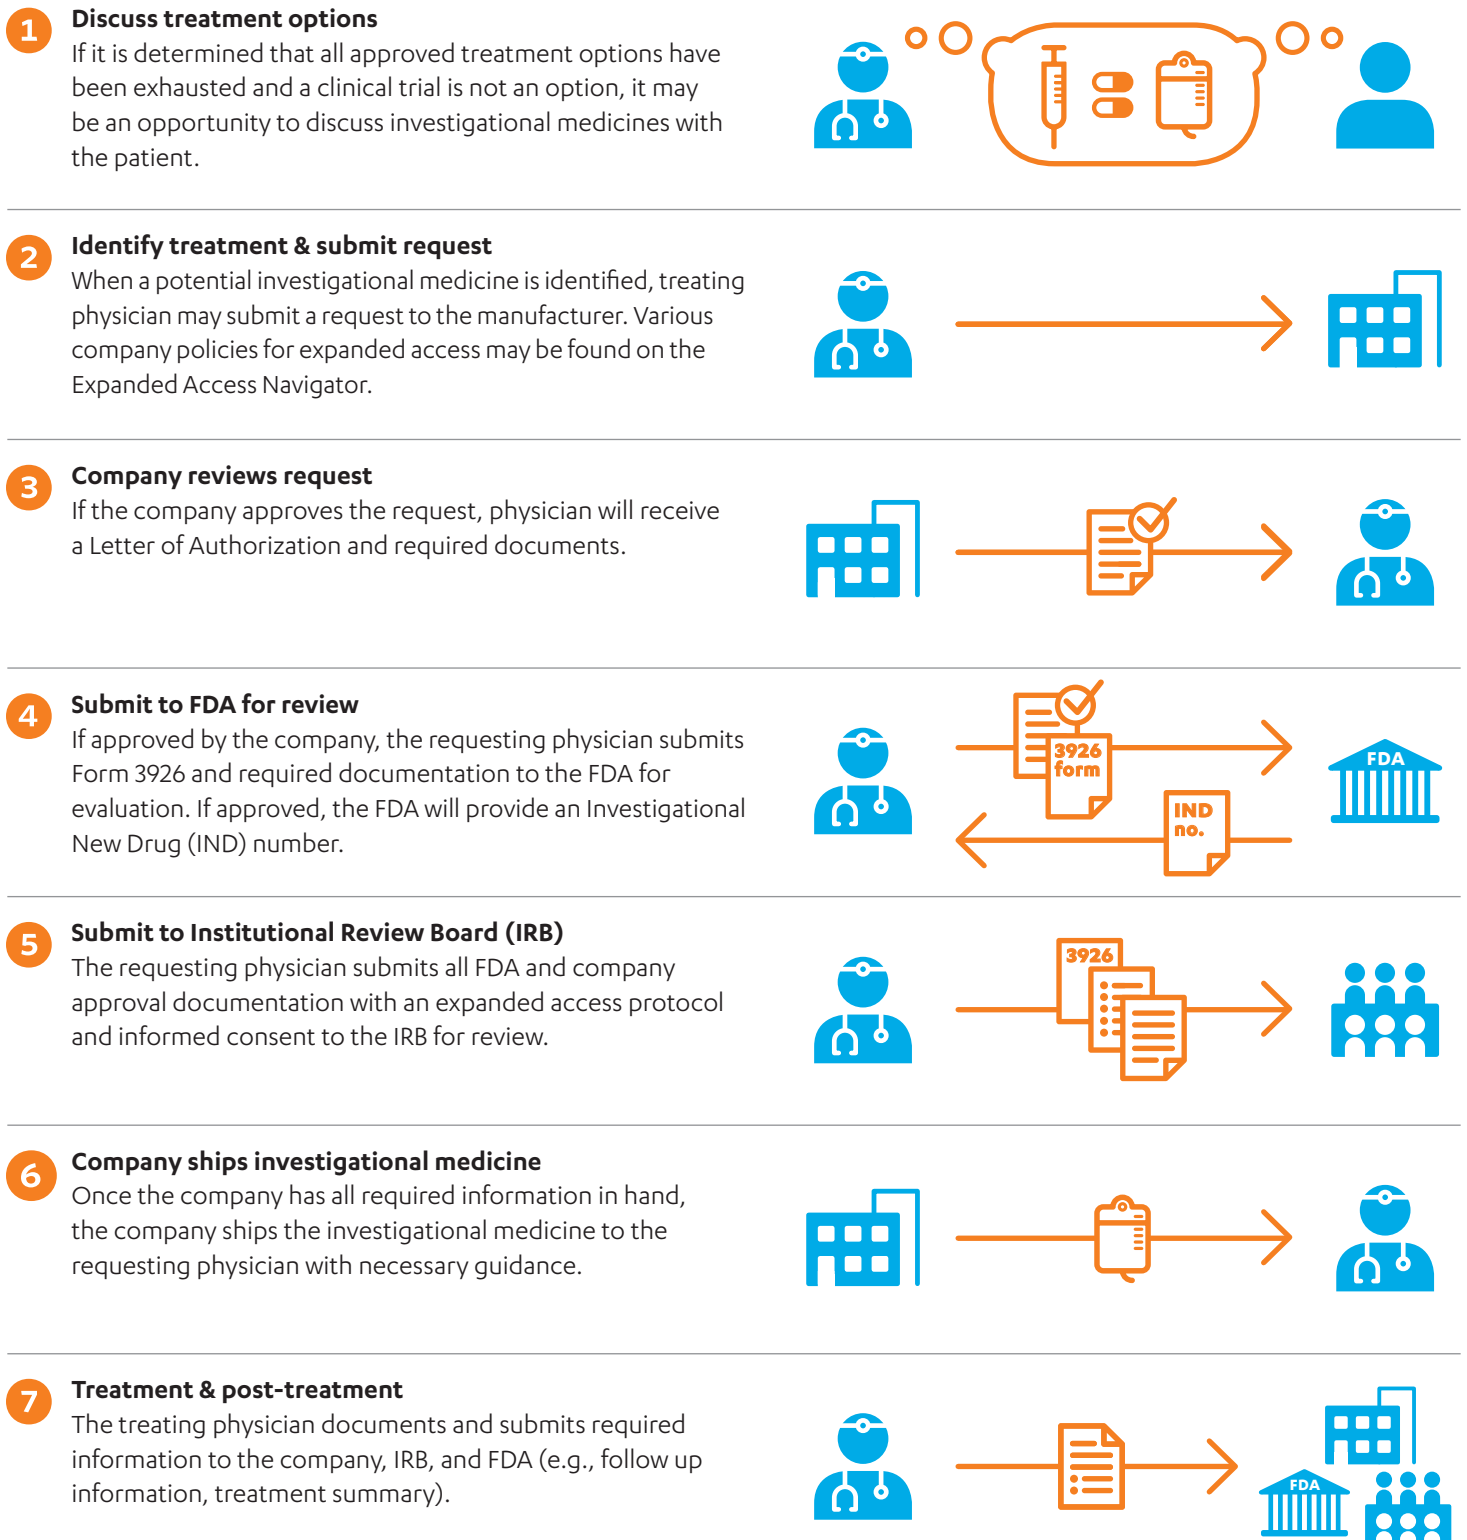 1
Discuss treatment options
If it is determined that all approved treatment options have
been exhausted and a clinical trial is not an option, it may
be an opportunity to discuss investigational medicines with
the patient.
2
Identify treatment & submit request
When a potential investigational medicine is identified, treating
physician may submit a request to the manufacturer. Various
company policies for expanded access may be found on the
Expanded Access Navigator.
3
Company reviews request
If the company approves the request, physician will receive
a Letter of Authorization and required documents.
4
Submit to FDA for review
If approved by the company, the requesting physician submits
Form 3926 and required documentation to the FDA for
evaluation. If approved, the FDA will provide an Investigational
New Drug (IND) number.
3926
form
FDA
IND
no.
5
Submit to Institutional Review Board (IRB)
The requesting physician submits all FDA and company
approval documentation with an expanded access protocol
and informed consent to the IRB for review.
3926
6
Company ships investigational medicine
Once the company has all required information in hand,
the company ships the investigational medicine to the
requesting physician with necessary guidance.
7
Treatment & post-treatment
The treating physician documents and submits required
information to the company, IRB, and FDA (e.g., follow up
information, treatment summary).
FDA